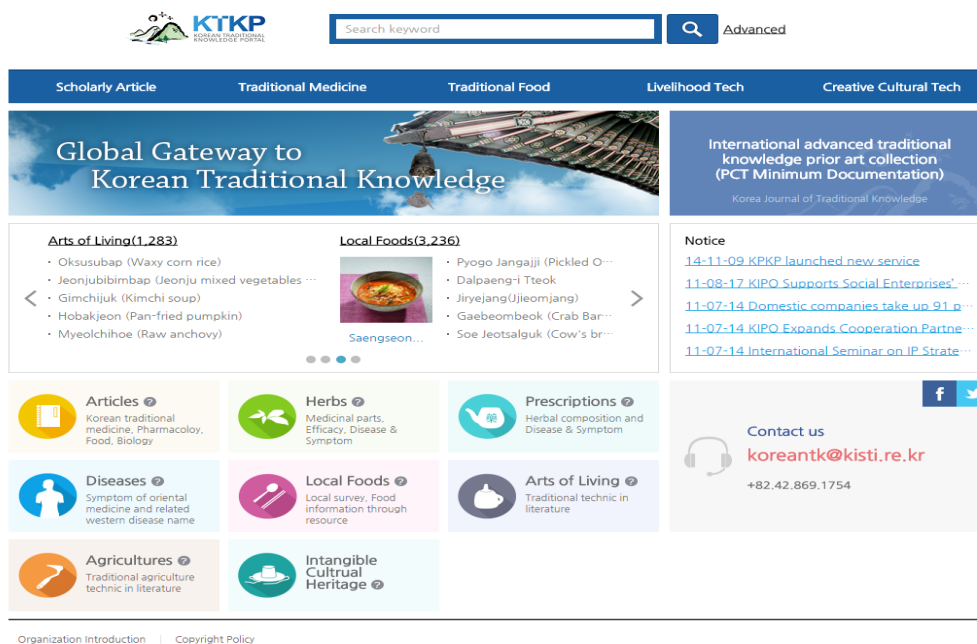 KTKP
KOREAN TRADITIONAL
KNOWLEDGE PORTAL
Search keyword
Advanced
Scholarly Article
Traditional Medicine
Traditional Food
Livelihood Tech
Creative Cultural Tech
Global Gateway to
Korean Traditional Knowledge
International advanced traditional
knowledge prior art collection
(PCT Minimum Documentation)
Korea Journal of Traditional Knowledge
Arts of Living(1,283)
Oksusubap (Waxy corn rice)
Jeonjubibimbap (Jeonju mixed vegetables ···
Gimchijuk (Kimchi soup)
Hobakjeon (Pan-fried pumpkin)
Myeolchihoe (Raw anchovy)
Local Foods(3,236)
Saengseon...
Pyogo Jangajji (Pickled O···
Dalpaeng-i Tteok
Jiryejang(Jjieomjang)
Gaebeombeok (Crab Bar···
Soe Jeotsalguk (Cow's br···
Notice
14-11-09 KPKP launched new service
11-08-17 KIPO Supports Social Enterprises' ···
11-07-14 Domestic companies take up 91 p···
11-07-14 KIPO Expands Cooperation Partne···
11-07-14 International Seminar on IP Strate···
Articles ?
Korean traditional
medicine, Pharmacoloy,
Food, Biology
Herbs ?
Medicinal parts,
Efficacy, Disease &
Symptom
Prescriptions ?
Herbal composition and
Disease & Symptom
Diseases ?
Symptom of oriental
medicine and related
western disease name
Local Foods ?
Local survey, Food
information through
resource
Arts of Living ?
Traditional technic in
literature
Agricultures ?
Traditional agriculture
technic in literature
Intangible
Cultrual
Heritage ?
f
Contact us
koreantk@kisti.re.kr
+82.42.869.1754
Organization Introduction | Copyright Policy